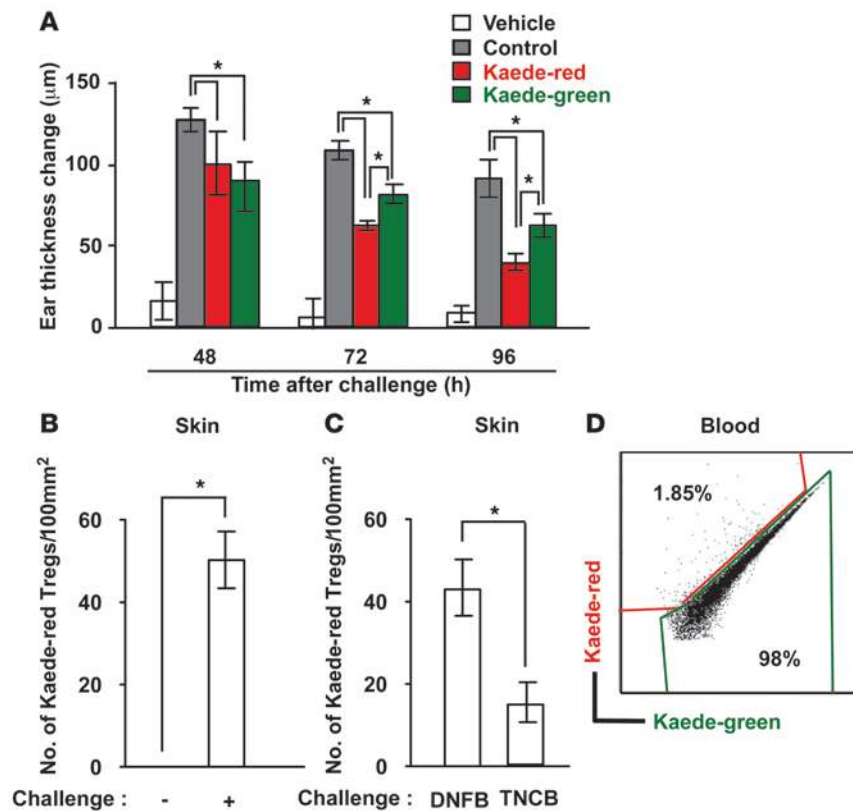 A
Vehicle
Control
Kaede-red
Kaede-green
Ear thickness change (μm)
150
100
50
0
*
*
*
*
*
48 72 96
Time after challenge (h)
B Skin
No. of Kaede-red Tregs/100mm²
60
40
20
0
*
Challenge : - +
C Skin
No. of Kaede-red Tregs/100mm²
60
40
20
0
*
Challenge : DNFB TNCB
D Blood
1.85%
98%
Kaede-red
Kaede-green